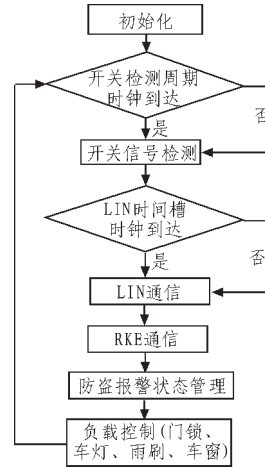 初始化
开关检测周期
时钟到达
否
是
开关信号检测
LIN时间槽
时钟到达
否
是
LIN通信
RKE通信
防盗报警状态管理
负载控制(门锁、
车灯、雨刷、车窗)